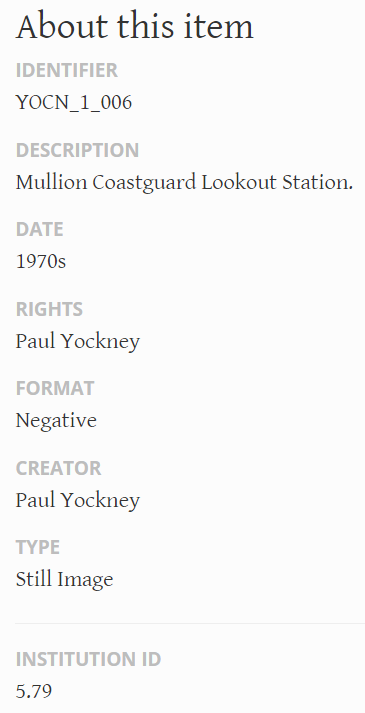 About this item
IDENTIFIER
YOCN_1_006
DESCRIPTION
Mullion Coastguard Lookout Station.
DATE
1970s
RIGHTS
Paul Yockney
FORMAT
Negative
CREATOR
Paul Yockney
TYPE
Still Image
INSTITUTION ID
5.79